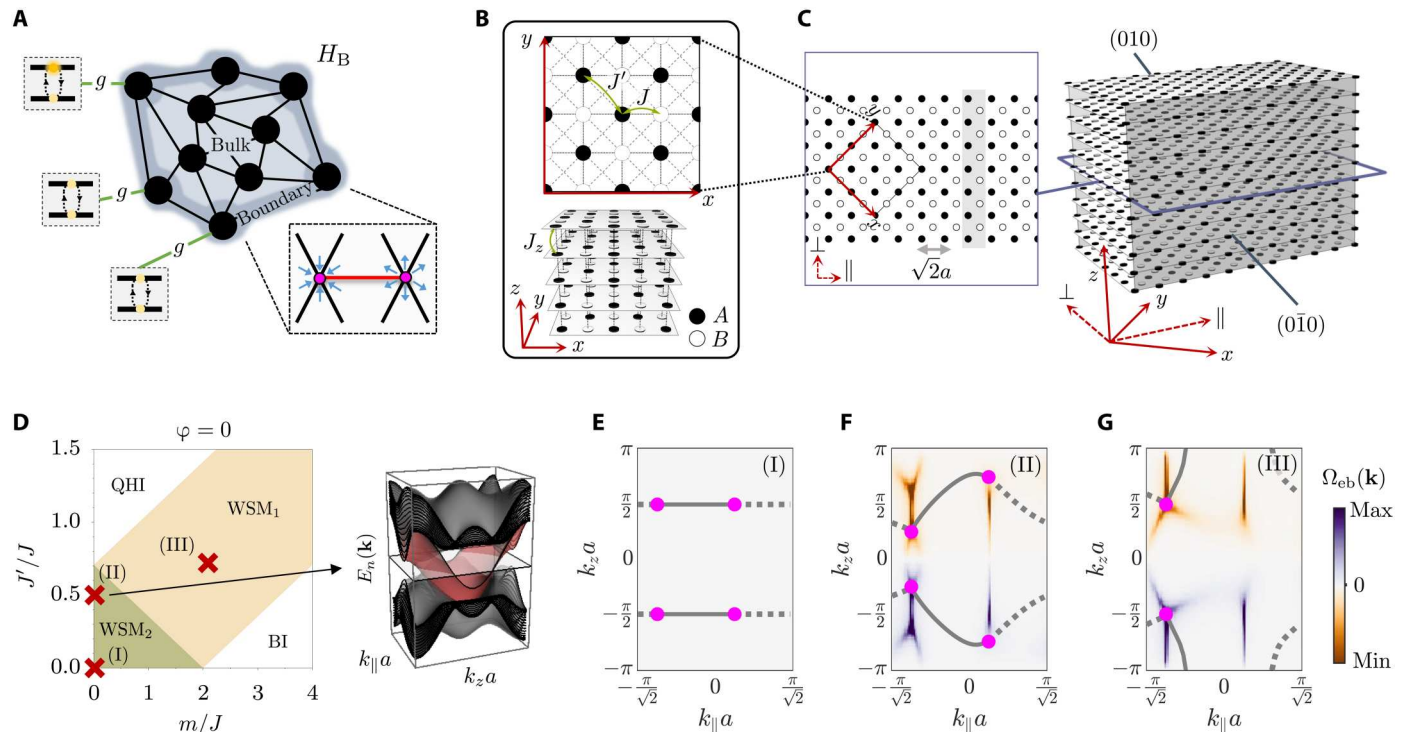 A
H_B
g
Bulk
g
Boundary
g
B
y
J′
J
x
J_z
z
y
x
A
B
C
(010)
y
x
⊥
∥
√2a
z
⊥
y
∥
x
(01̄0)
D
φ = 0
1.5
QHI
WSM₁
1.0
(III)
J′/J
(II)
0.5
WSM₂
(I)
BI
0.0
0 1 2 3 4
m/J
E_n(k)
k_∥a
k_za
E
(I)
π
π/2
k_za
0
−π/2
−π
−π/√2 0 π/√2
k_∥a
F
(II)
π
π/2
k_za
0
−π/2
−π
−π/√2 0 π/√2
k_∥a
G
(III)
π
π/2
k_za
0
−π/2
−π
−π/√2 0 π/√2
k_∥a
Ω_eb(k)
Max
0
Min